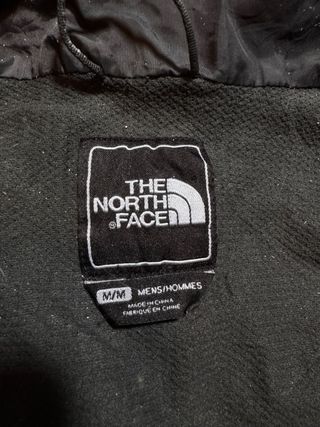 THE
NORTH
®FACE
M/M MENS/HOMMES
MADE IN CHINA
FABRIQUÉ EN CHINE